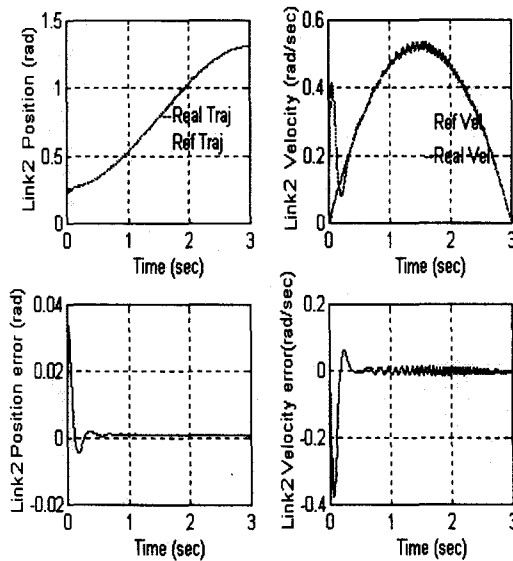 Link2 Position (rad)
1.5
1
0.5
0
Real Traj
Ref Traj
0
1
2
3
Time (sec)
Link2 Velocity (rad/sec)
0.6
0.4
0.2
0
Ref Vel
Real Vel
0
1
2
3
Time (sec)
Link2 Position error (rad)
0.04
0.02
0
-0.02
0
1
2
3
Time (sec)
Link2 Velocity error(rad/sec)
0.2
0
-0.2
-0.4
0
1
2
3
Time (sec)